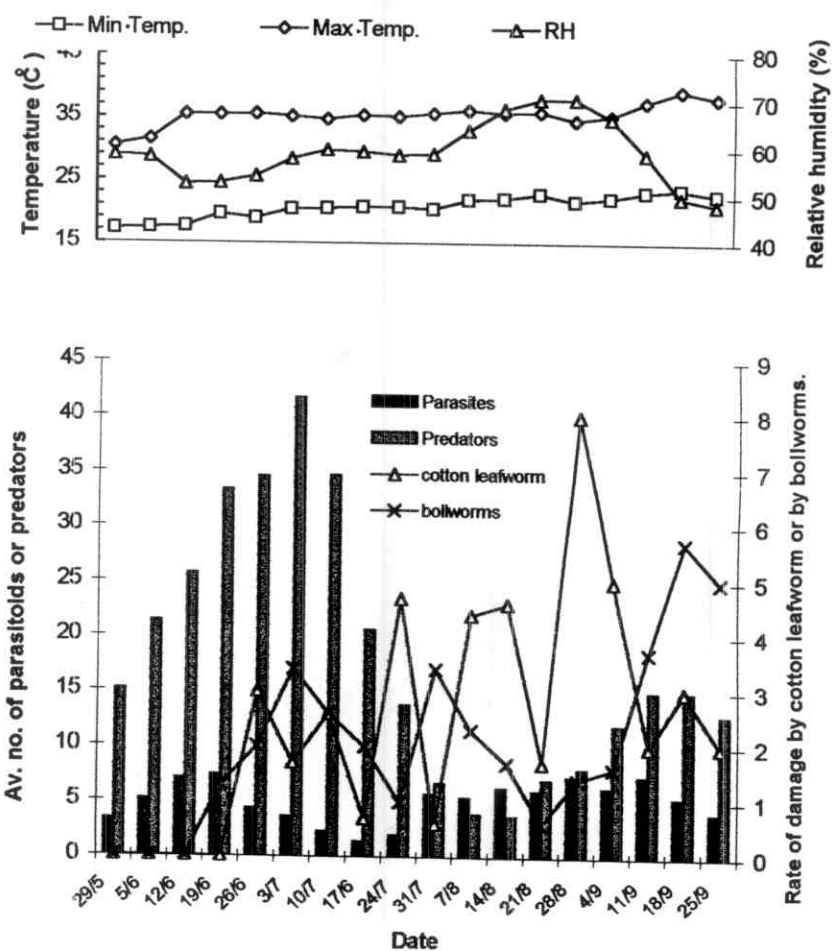 Min·Temp. Max·Temp. RH
Temperature (C̊)
35
25
15
Relative humidity (%)
80
70
60
50
40
Av. no. of parasitoids or predators
45
40
35
30
25
20
15
10
5
0
Parasites
Predators
cotton leafworm
bollworms
Rate of damage by cotton leafworm or by bollworms.
9
8
7
6
5
4
3
2
1
0
29/5 5/6 12/6 19/6 26/6 3/7 10/7 17/6 24/7 31/7 7/8 14/8 21/8 28/8 4/9 11/9 18/9 25/9
Date